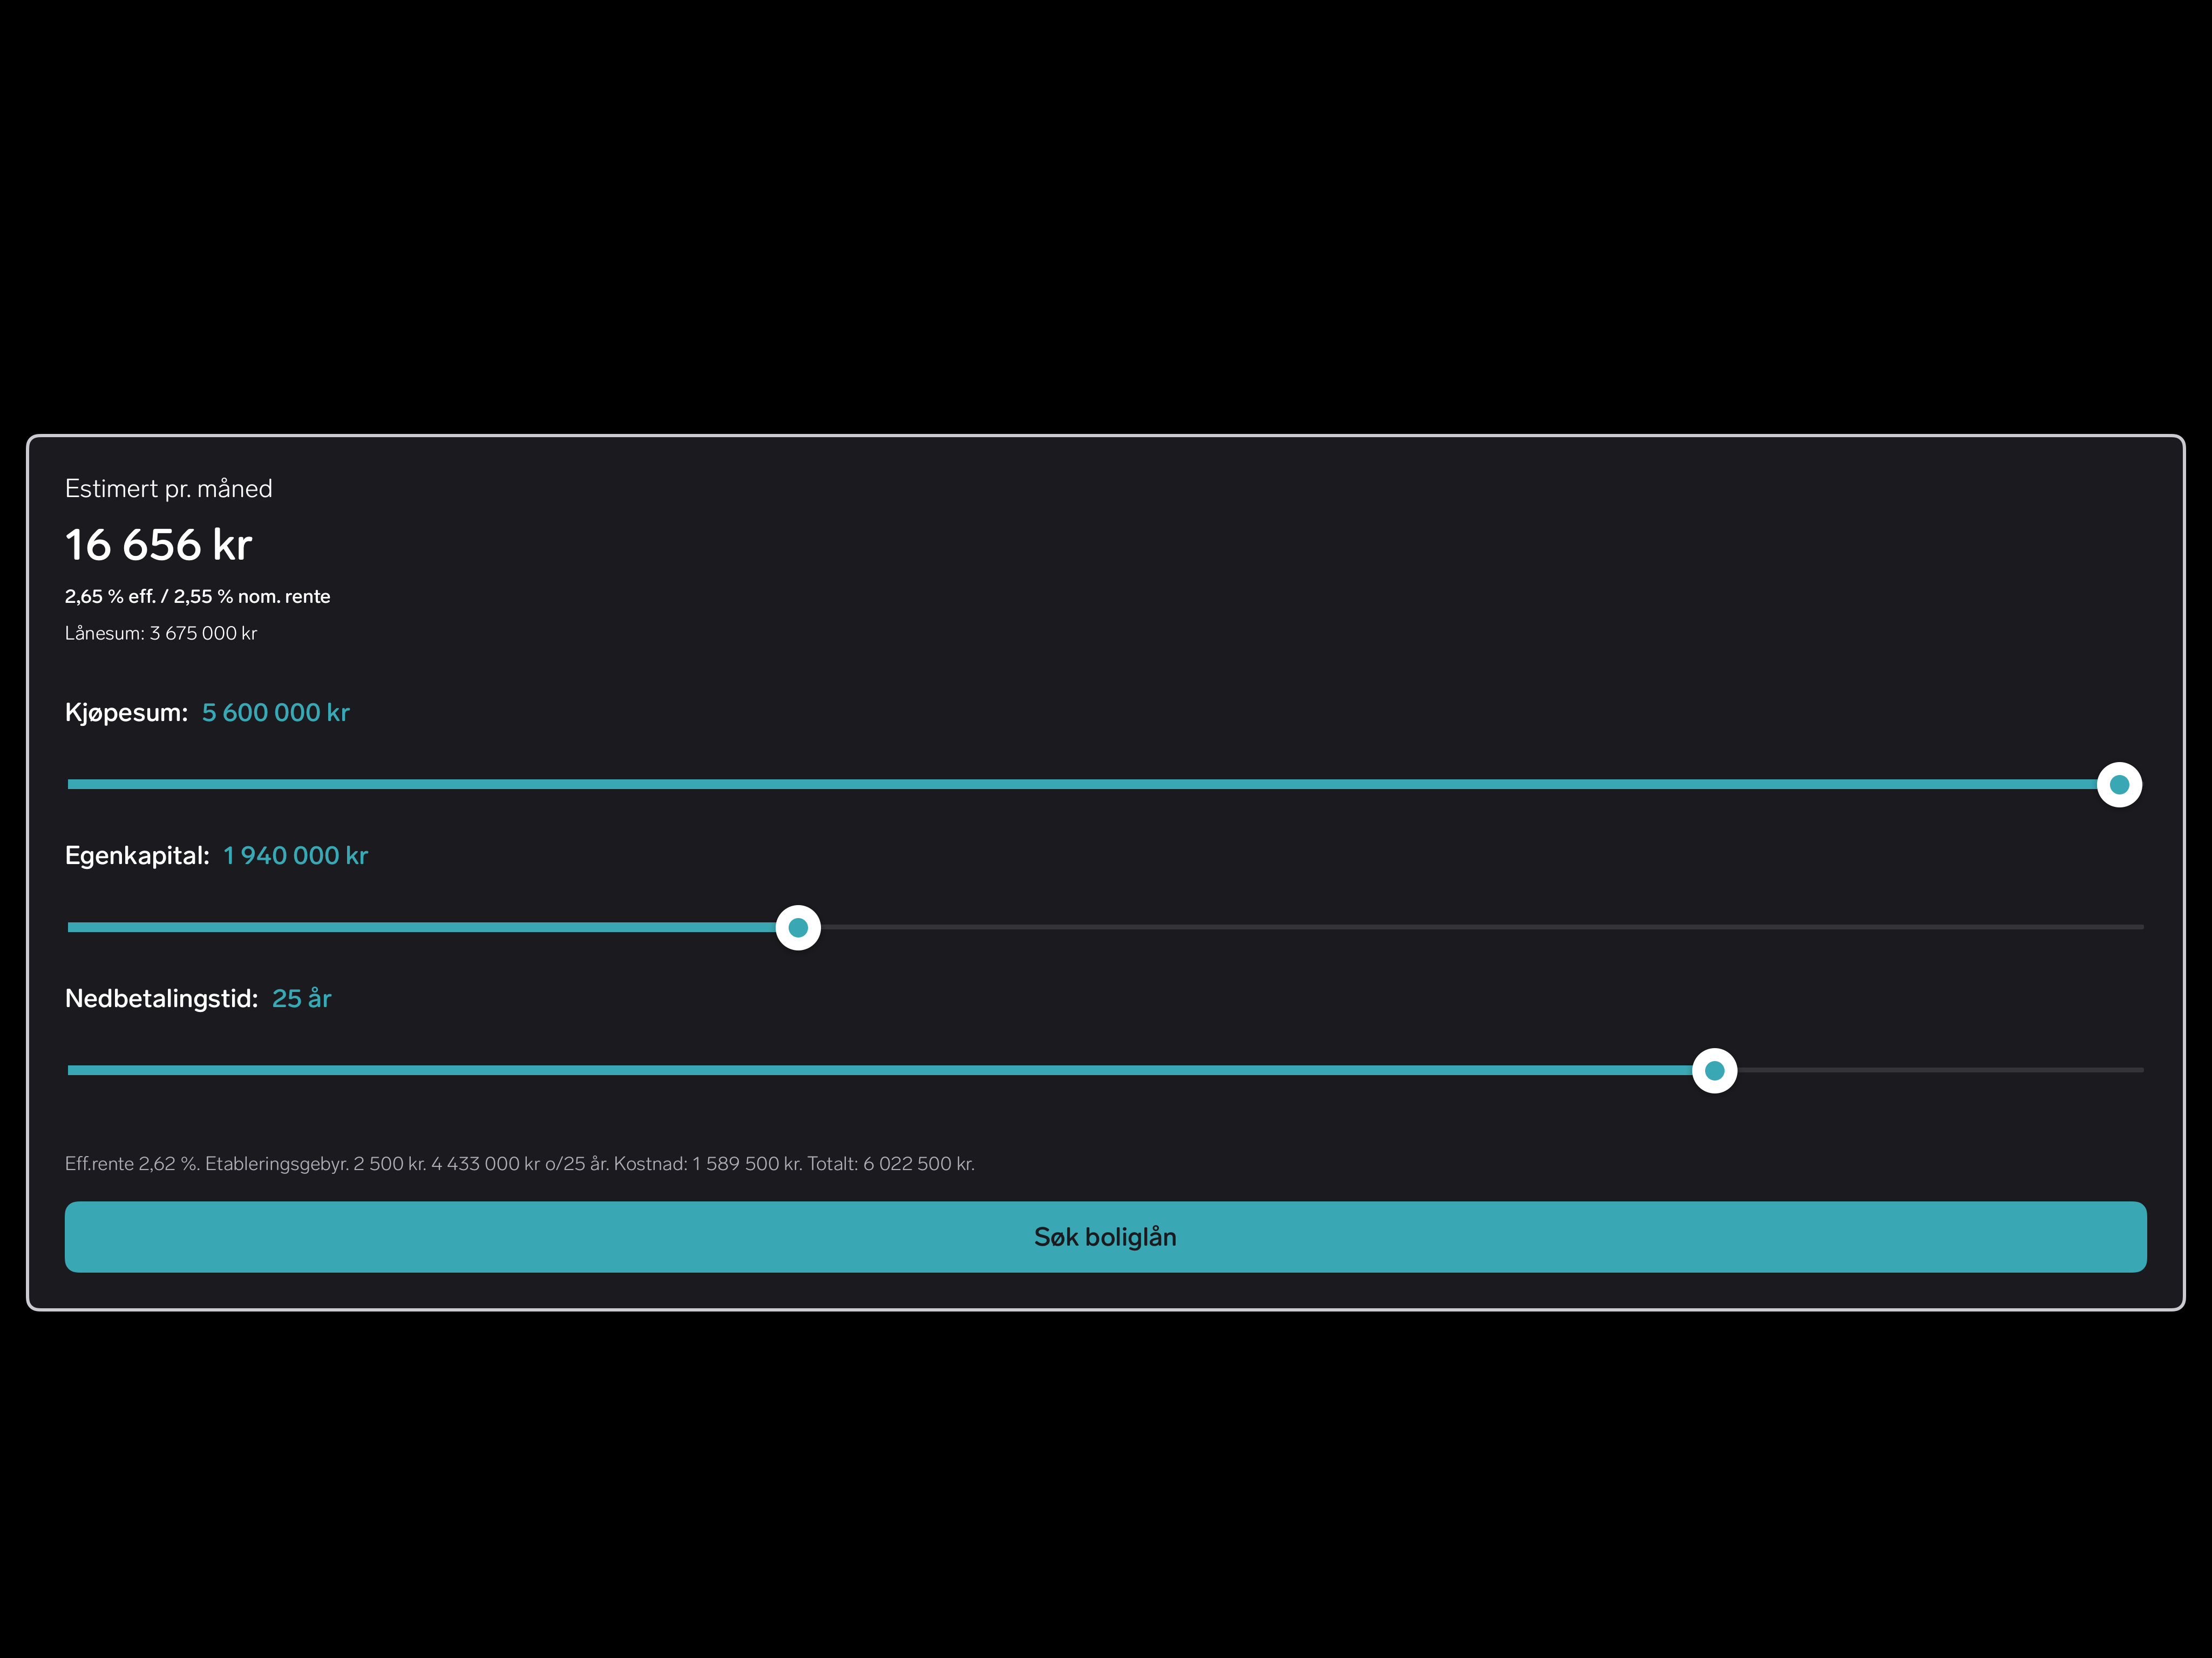 Estimert pr. måned
16 656 kr
2,65 % eff. / 2,55 % nom. rente
Lånesum: 3 675 000 kr
Kjøpesum: 5 600 000 kr
Egenkapital: 1 940 000 kr
Nedbetalingstid: 25 år
Eff.rente 2,62 %. Etableringsgebyr. 2 500 kr. 4 433 000 kr o/25 år. Kostnad: 1 589 500 kr. Totalt: 6 022 500 kr.
Søk boliglån